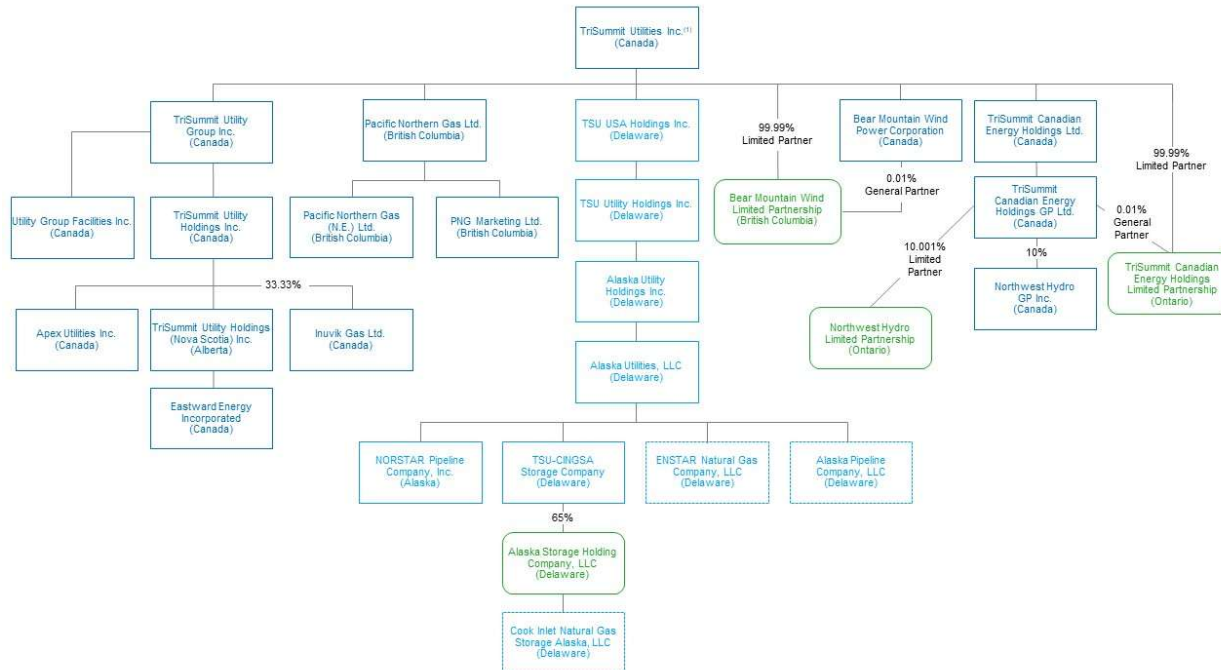 TriSummit Utilities Inc.(1)
(Canada)
TriSummit Utility
Group Inc.
(Canada)
Pacific Northern Gas Ltd.
(British Columbia)
TSU USA Holdings Inc.
(Delaware)
99.99%
Limited Partner
Bear Mountain Wind
Power Corporation
(Canada)
TriSummit Canadian
Energy Holdings Ltd.
(Canada)
99.99%
Limited Partner
Utility Group Facilities Inc.
(Canada)
TriSummit Utility
Holdings Inc.
(Canada)
Pacific Northern Gas
(N.E.) Ltd.
(British Columbia)
PNG Marketing Ltd.
(British Columbia)
TSU Utility Holdings Inc.
(Delaware)
Bear Mountain Wind
Limited Partnership
(British Columbia)
0.01%
General Partner
TriSummit
Canadian Energy
Holdings GP Ltd.
(Canada)
0.01%
General
Partner
10.001%
Limited
Partner
10%
33.33%
Alaska Utility
Holdings Inc.
(Delaware)
TriSummit Canadian
Energy Holdings
Limited Partnership
(Ontario)
Northwest Hydro
GP Inc.
(Canada)
Apex Utilities Inc.
(Canada)
TriSummit Utility Holdings
(Nova Scotia) Inc.
(Alberta)
Inuvik Gas Ltd.
(Canada)
Northwest Hydro
Limited Partnership
(Ontario)
Alaska Utilities, LLC
(Delaware)
Eastward Energy
Incorporated
(Canada)
NORSTAR Pipeline
Company, Inc.
(Alaska)
TSU-CINGSA
Storage Company
(Delaware)
ENSTAR Natural Gas
Company, LLC
(Delaware)
Alaska Pipeline
Company, LLC
(Delaware)
65%
Alaska Storage Holding
Company, LLC
(Delaware)
Cook Inlet Natural Gas
Storage Alaska, LLC
(Delaware)